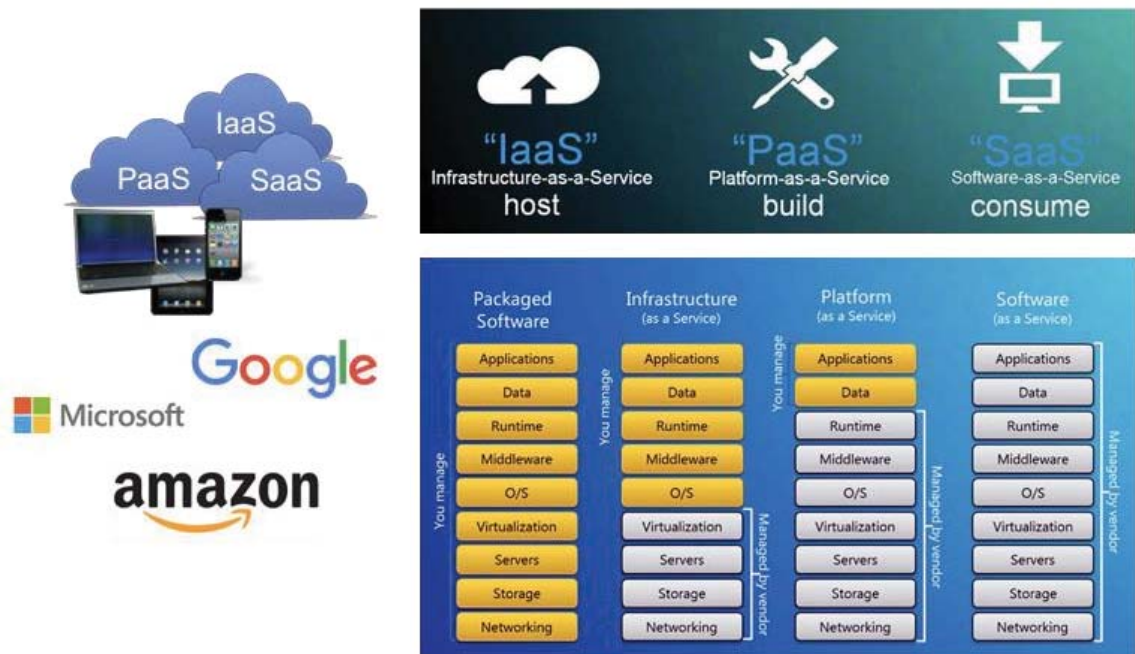 IaaS
PaaS
SaaS
Google
Microsoft
amazon
“IaaS”
Infrastructure-as-a-Service
host
“PaaS”
Platform-as-a-Service
build
“SaaS”
Software-as-a-Service
consume
Packaged
Software
You manage
Applications
Data
Runtime
Middleware
O/S
Virtualization
Servers
Storage
Networking
Infrastructure
(as a Service)
You manage
Applications
Data
Runtime
Middleware
O/S
Virtualization
Servers
Storage
Networking
Managed by vendor
Platform
(as a Service)
You manage
Applications
Data
Runtime
Middleware
O/S
Virtualization
Servers
Storage
Networking
Managed by vendor
Software
(as a Service)
Applications
Data
Runtime
Middleware
O/S
Virtualization
Servers
Storage
Networking
Managed by vendor